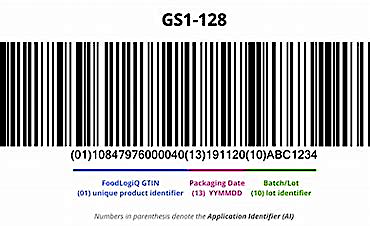 GS1-128
(01)10847976000040(13)191120(10)ABC1234
FoodLogiQ GTIN Packaging Date Batch/Lot
(01) unique product identifier (13) YYMMDD (10) lot identifier
Numbers in parenthesis denote the Application Identifier (AI)